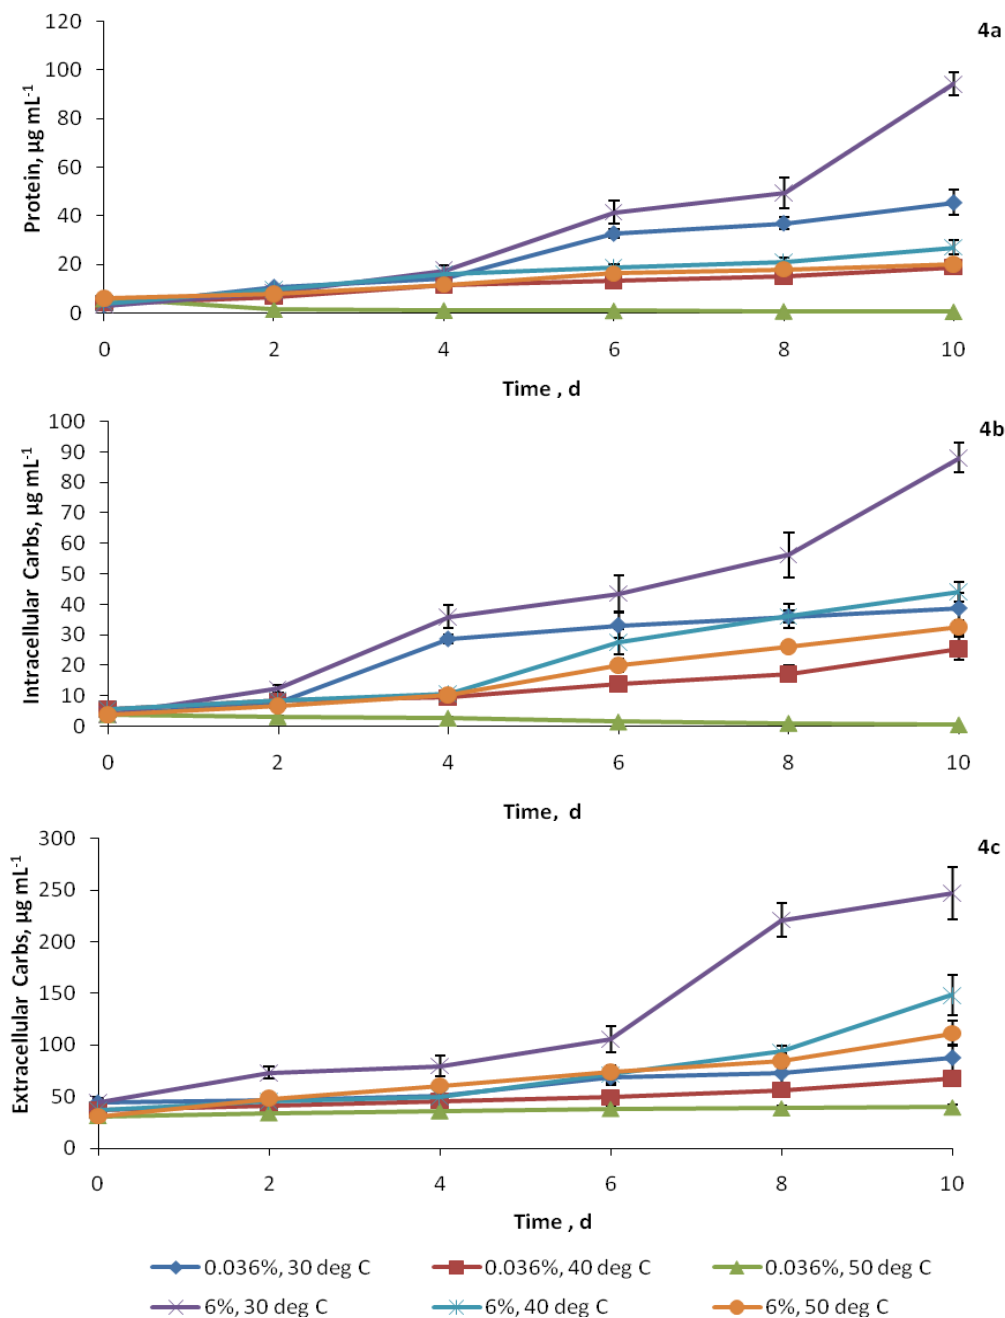 4a
Protein, µg mL⁻¹
120
100
80
60
40
20
0
0 2 4 6 8 10
Time , d
4b
Intracellular Carbs, µg mL⁻¹
100
90
80
70
60
50
40
30
20
10
0
0 2 4 6 8 10
Time, d
4c
Extracellular Carbs, µg mL⁻¹
300
250
200
150
100
50
0
0 2 4 6 8 10
Time , d
0.036%, 30 deg C 0.036%, 40 deg C 0.036%, 50 deg C
6%, 30 deg C 6%, 40 deg C 6%, 50 deg C